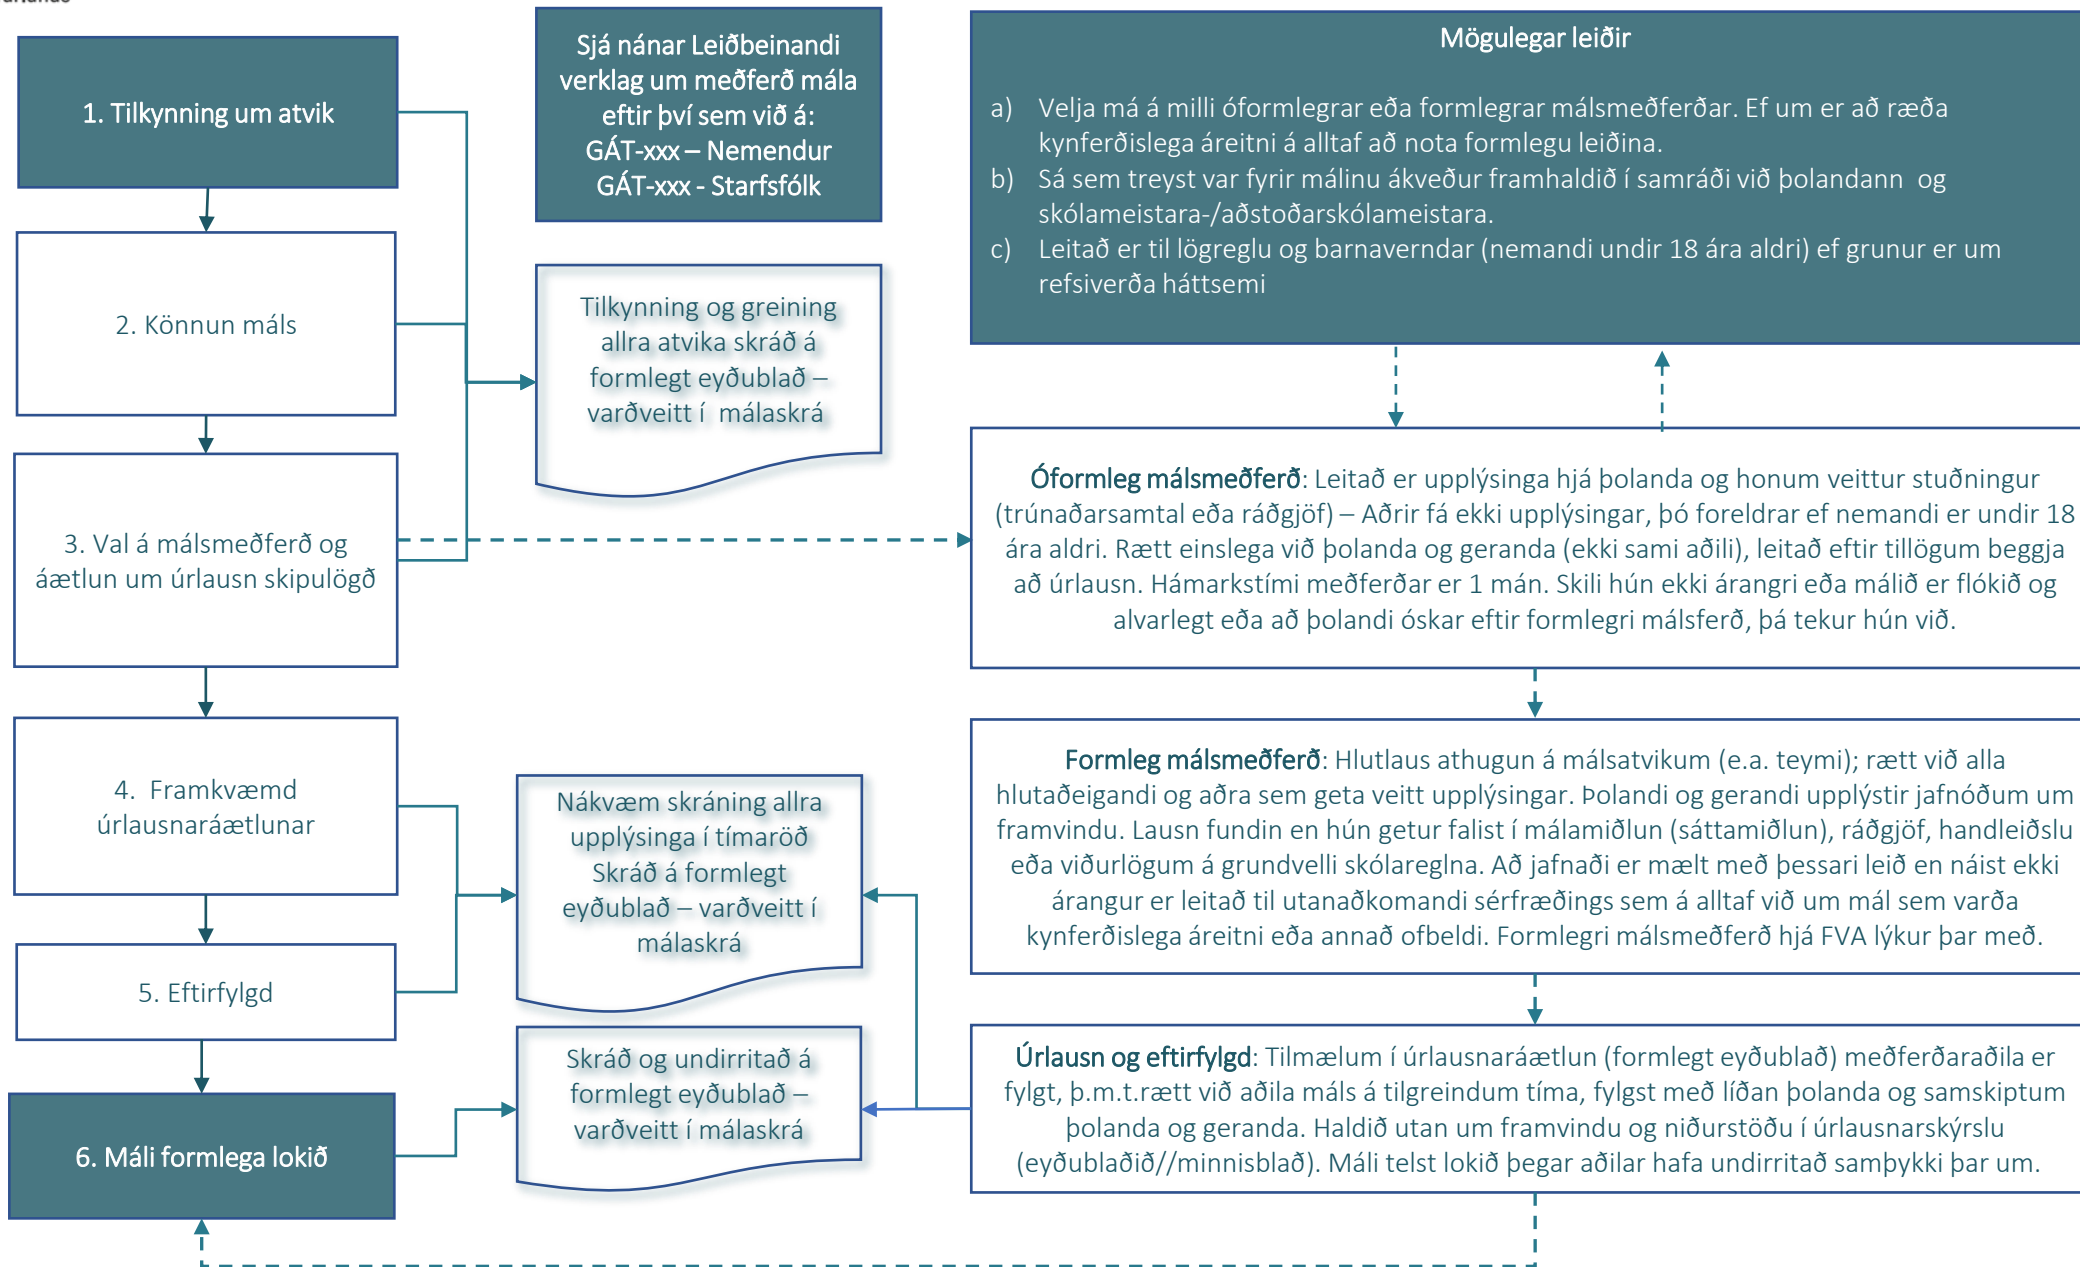 1. Tilkynning um atvik
2. Könnun máls
3. Val á málsmeðferð og
áætlun um úrlausn skipulögð
4. Framkvæmd
úrlausnaráætlunar
5. Eftirfylgd
6. Máli formlega lokið
Sjá nánar Leiðbeinandi
verklag um meðferð mála
eftir því sem við á:
GÁT-xxx – Nemendur
GÁT-xxx - Starfsfólk
Tilkynning og greining
allra atvika skráð á
formlegt eyðublað –
varðveitt í málaskrá
Nákvæm skráning allra
upplýsinga í tímaröð
Skráð á formlegt
eyðublað – varðveitt í
málaskrá
Skráð og undirritað á
formlegt eyðublað –
varðveitt í málaskrá
Mögulegar leiðir
a) Velja má á milli óformlegrar eða formlegrar málsmeðferðar. Ef um er að ræða
kynferðislega áreitni á alltaf að nota formlegu leiðina.
b) Sá sem treyst var fyrir málinu ákveður framhaldið í samráði við þolandann og
skólameistara-/aðstoðarskólameistara.
c) Leitað er til lögreglu og barnaverndar (nemandi undir 18 ára aldri) ef grunur er um
refsiverða háttsemi
Óformleg málsmeðferð: Leitað er upplýsinga hjá þolanda og honum veittur stuðningur
(trúnaðarsamtal eða ráðgjöf) – Aðrir fá ekki upplýsingar, þó foreldrar ef nemandi er undir 18
ára aldri. Rætt einslega við þolanda og geranda (ekki sami aðili), leitað eftir tillögum beggja
að úrlausn. Hámarkstími meðferðar er 1 mán. Skili hún ekki árangri eða málið er flókið og
alvarlegt eða að þolandi óskar eftir formlegri málsferð, þá tekur hún við.
Formleg málsmeðferð: Hlutlaus athugun á málsatvikum (e.a. teymi); rætt við alla
hlutaðeigandi og aðra sem geta veitt upplýsingar. Þolandi og gerandi upplýstir jafnóðum um
framvindu. Lausn fundin en hún getur falist í málamiðlun (sáttamiðlun), ráðgjöf, handleiðslu
eða viðurlögum á grundvelli skólareglna. Að jafnaði er mælt með þessari leið en náist ekki
árangur er leitað til utanaðkomandi sérfræðings sem á alltaf við um mál sem varða
kynferðislega áreitni eða annað ofbeldi. Formlegri málsmeðferð hjá FVA lýkur þar með.
Úrlausn og eftirfylgd: Tilmælum í úrlausnaráætlun (formlegt eyðublað) meðferðaraðila er
fylgt, þ.m.t.rætt við aðila máls á tilgreindum tíma, fylgst með líðan þolanda og samskiptum
þolanda og geranda. Haldið utan um framvindu og niðurstöðu í úrlausnarskýrslu
(eyðublaðið//minnisblað). Máli telst lokið þegar aðilar hafa undirritað samþykki þar um.